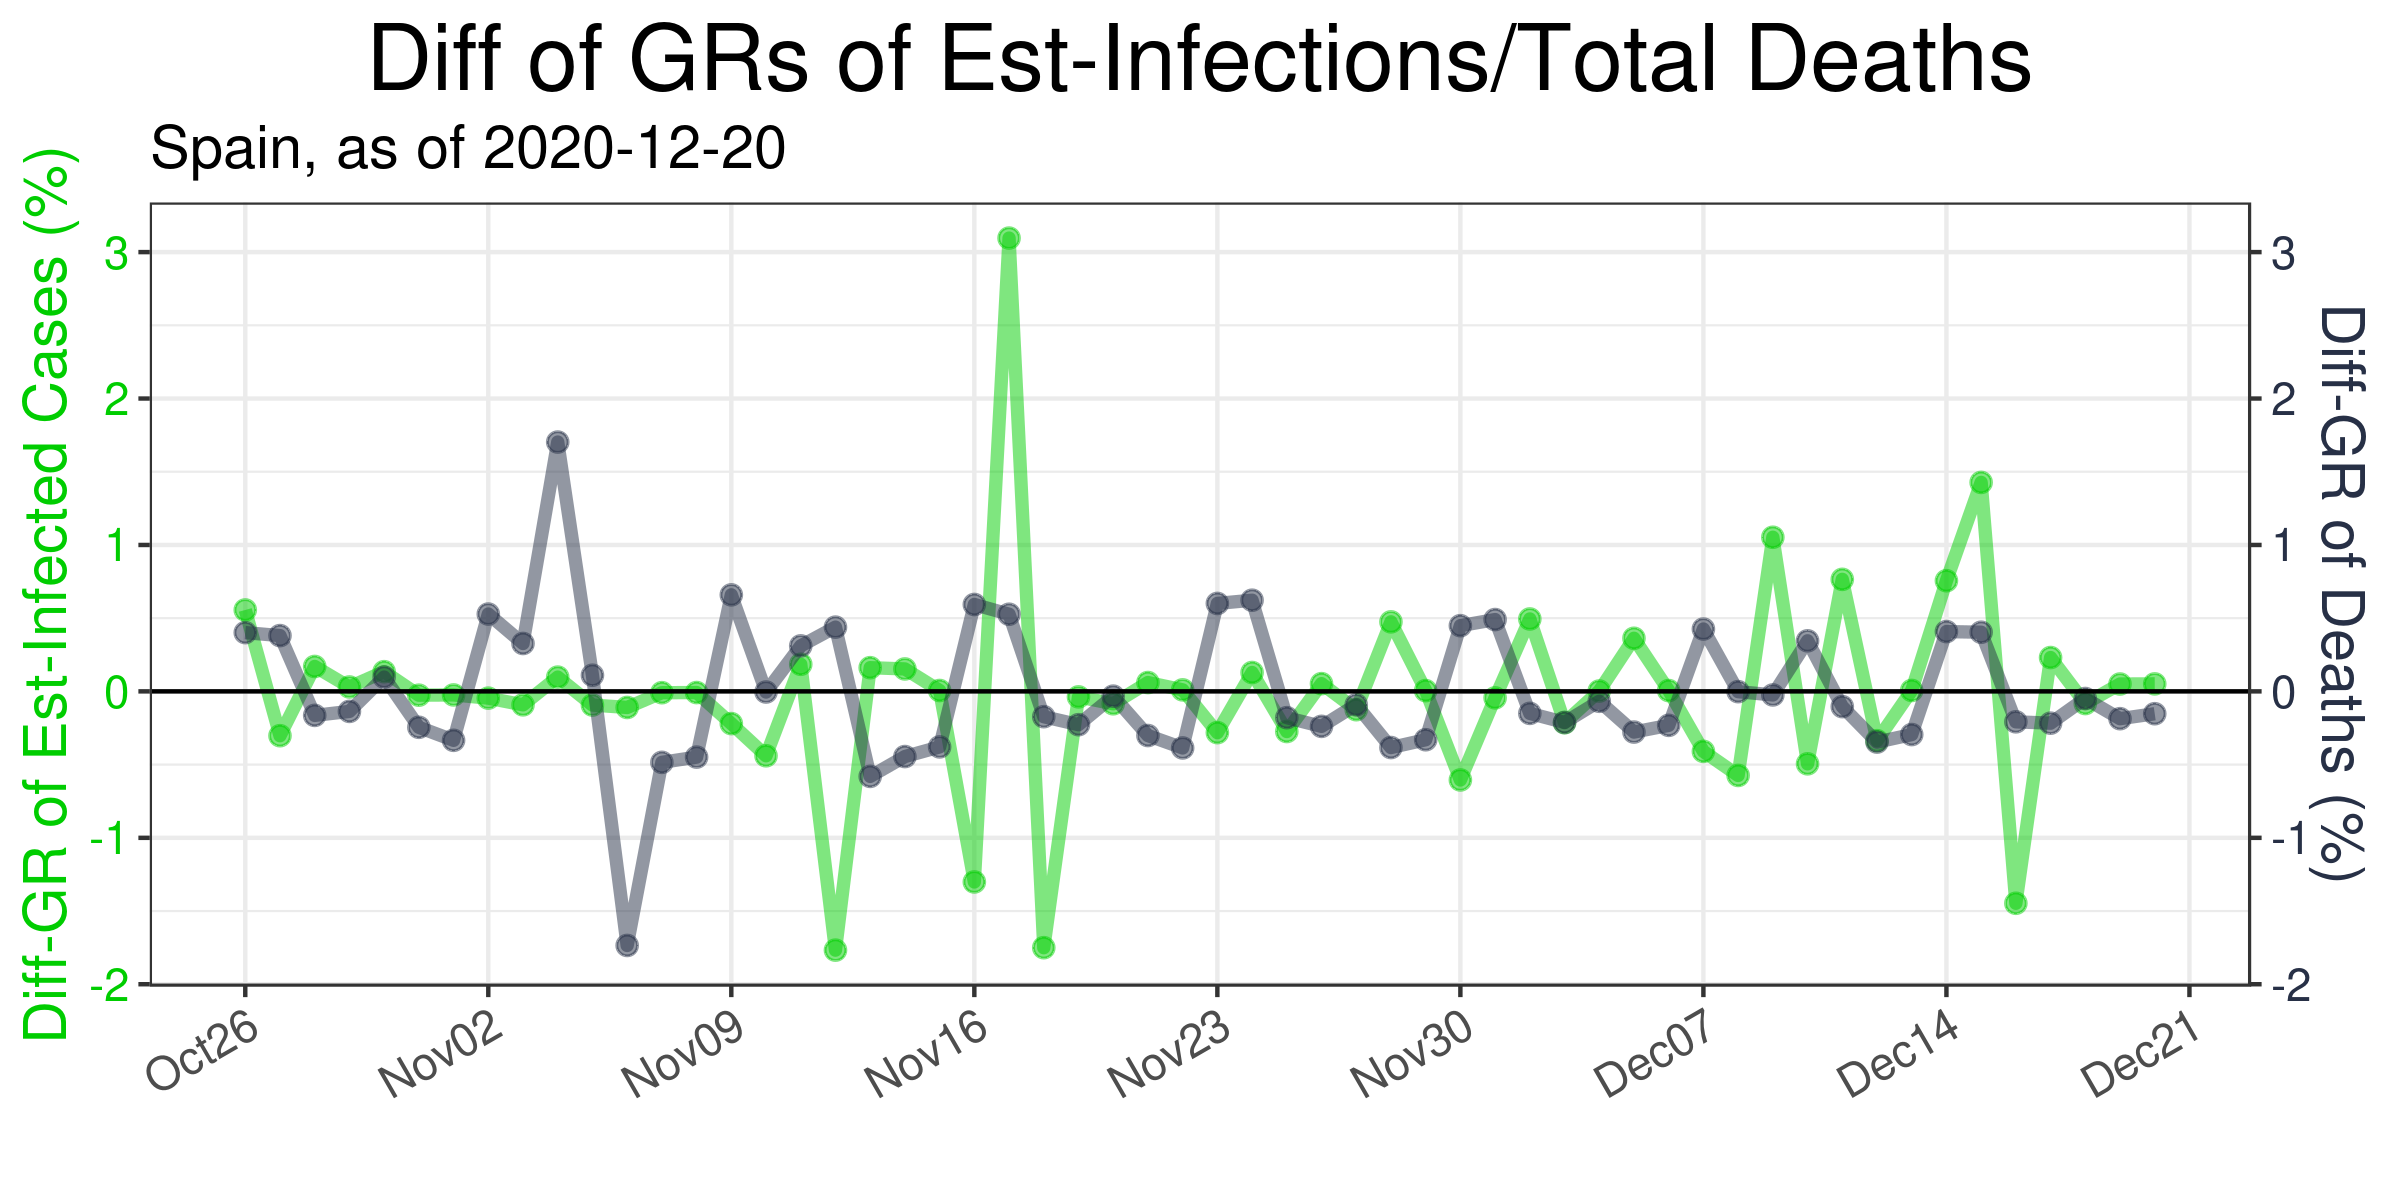 Diff of GRs of Est-Infections/Total Deaths
Spain, as of 2020-12-20
Diff-GR of Est-Infected Cases (%)
3
2
1
0
-1
-2
3
2
1
0
-1
-2
Diff-GR of Deaths (%)
Oct26
Nov02
Nov09
Nov16
Nov23
Nov30
Dec07
Dec14
Dec21